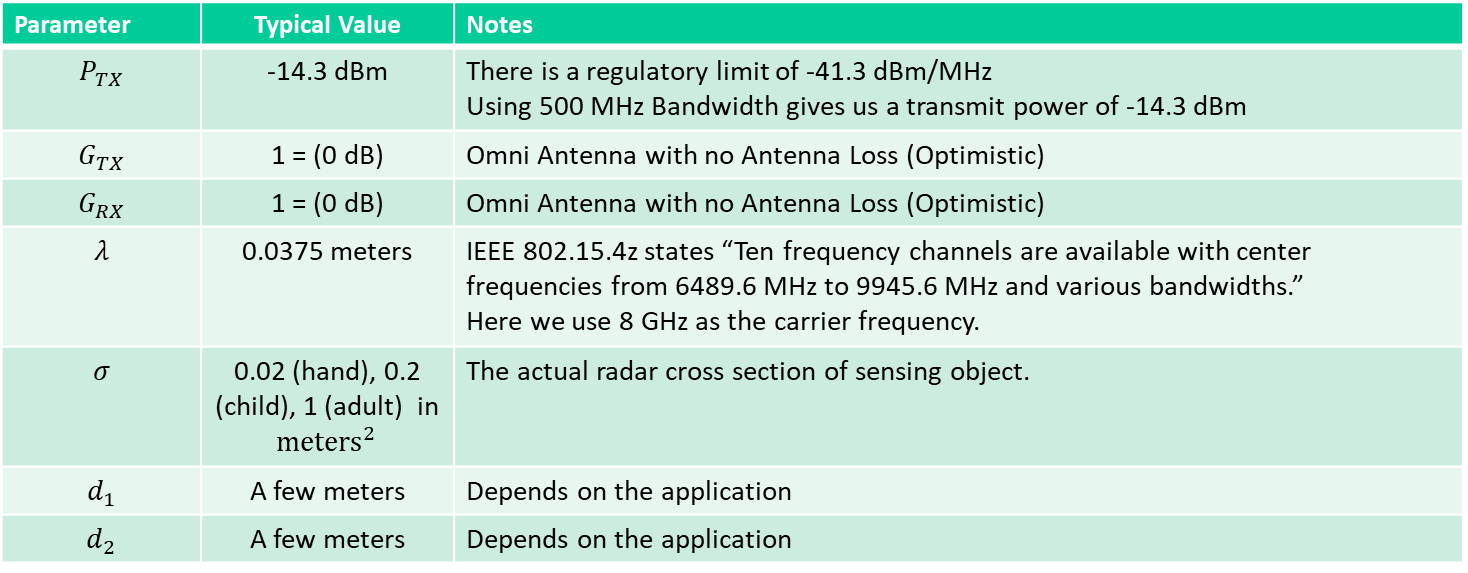 Parameter Typical Value Notes
P_TX -14.3 dBm There is a regulatory limit of -41.3 dBm/MHz
Using 500 MHz Bandwidth gives us a transmit power of -14.3 dBm
G_TX 1 = (0 dB) Omni Antenna with no Antenna Loss (Optimistic)
G_RX 1 = (0 dB) Omni Antenna with no Antenna Loss (Optimistic)
λ 0.0375 meters IEEE 802.15.4z states “Ten frequency channels are available with center
frequencies from 6489.6 MHz to 9945.6 MHz and various bandwidths.”
Here we use 8 GHz as the carrier frequency.
σ 0.02 (hand), 0.2 The actual radar cross section of sensing object.
(child), 1 (adult) in
meters²
d₁ A few meters Depends on the application
d₂ A few meters Depends on the application